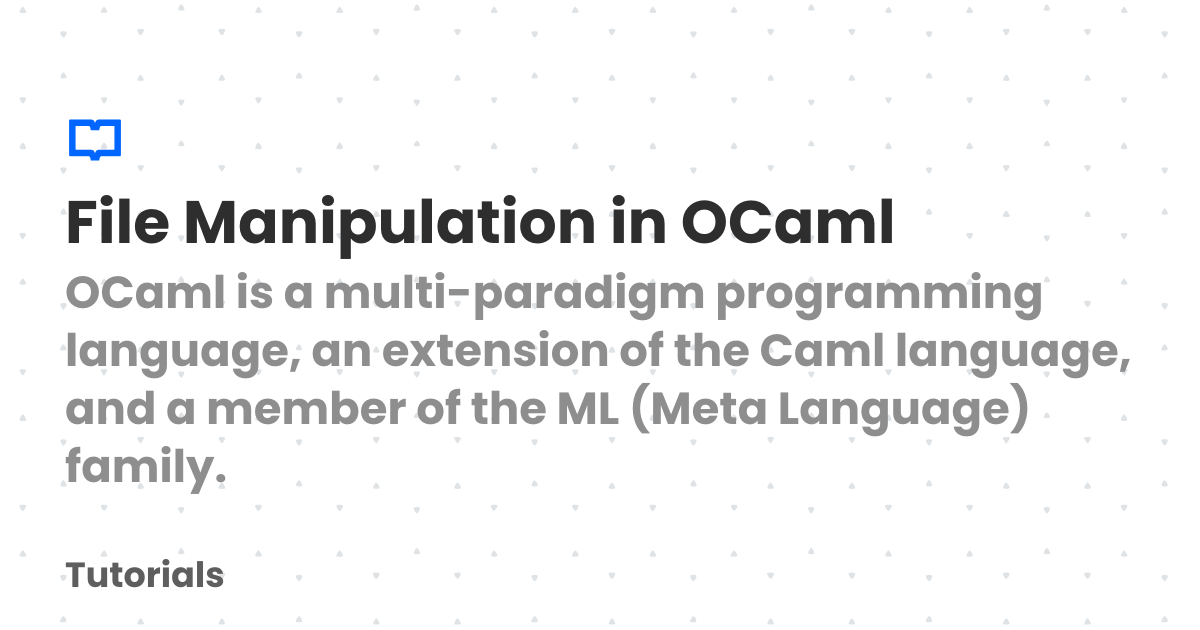 File Manipulation in OCaml
OCaml is a multi-paradigm programming
language, an extension of the Caml language,
and a member of the ML (Meta Language)
family.
Tutorials